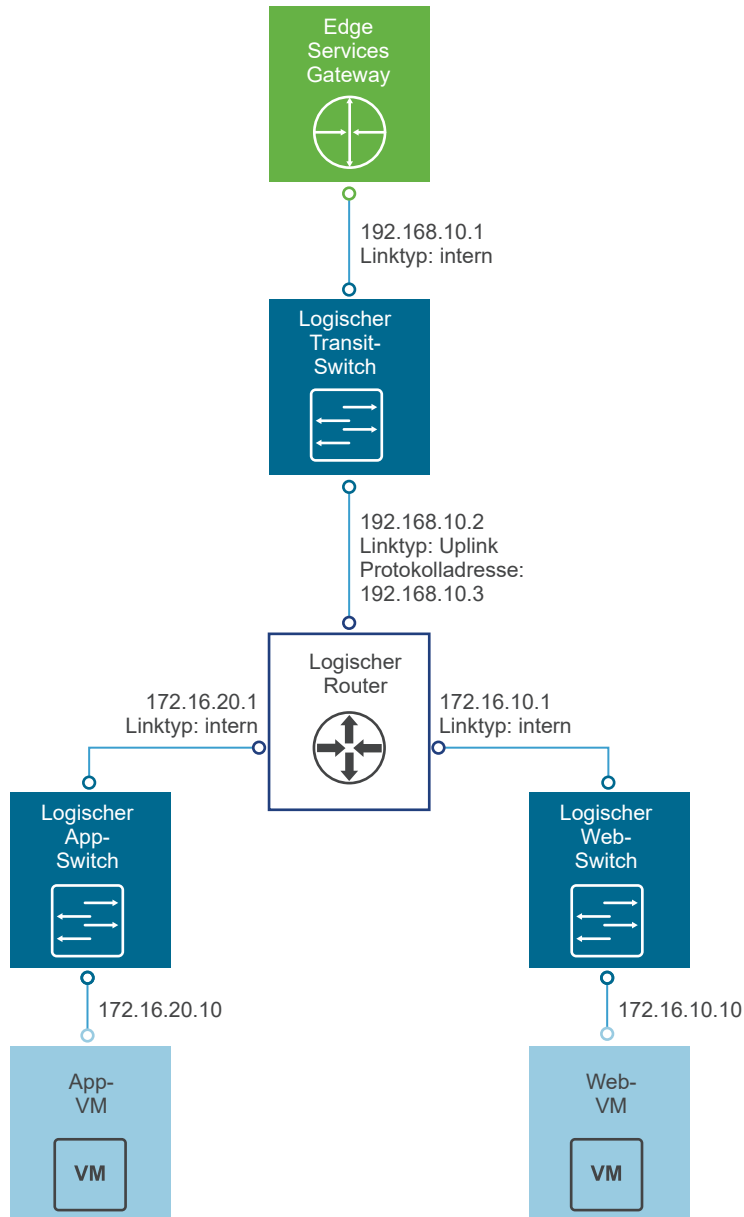 Edge
Services
Gateway
192.168.10.1
Linktyp: intern
Logischer
Transit-
Switch
192.168.10.2
Linktyp: Uplink
Protokolladresse:
192.168.10.3
Logischer
Router
172.16.20.1
Linktyp: intern
172.16.10.1
Linktyp: intern
Logischer
App-
Switch
Logischer
Web-
Switch
172.16.20.10
172.16.10.10
App-
VM
VM
Web-
VM
VM